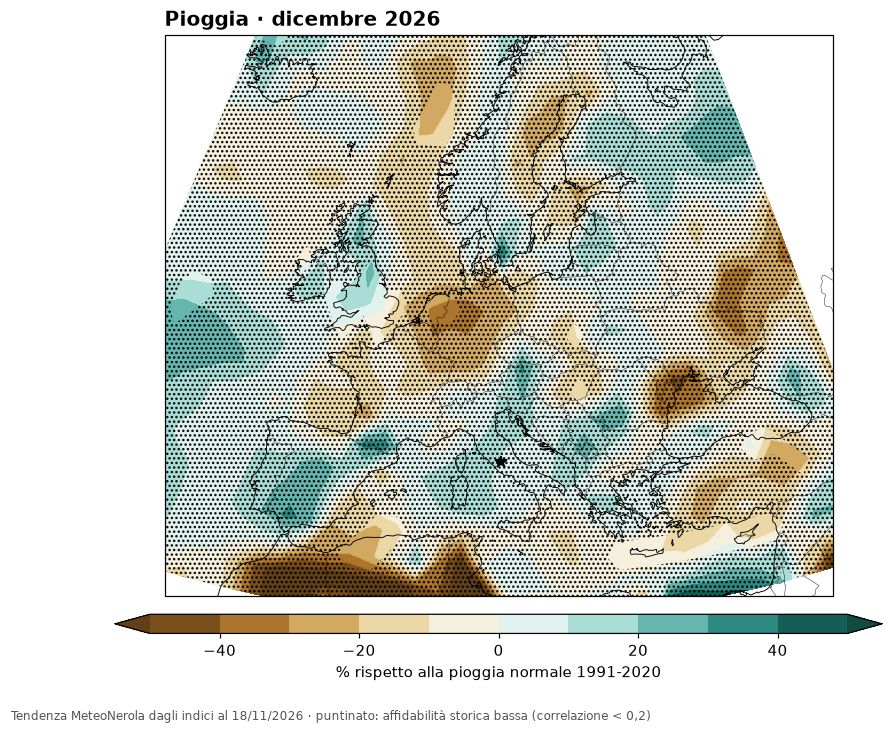 Pioggia · dicembre 2026
−40 −20 0 20 40
% rispetto alla pioggia normale 1991-2020
Tendenza MeteoNerola dagli indici al 18/11/2026 · puntinato: affidabilità storica bassa (correlazione < 0,2)